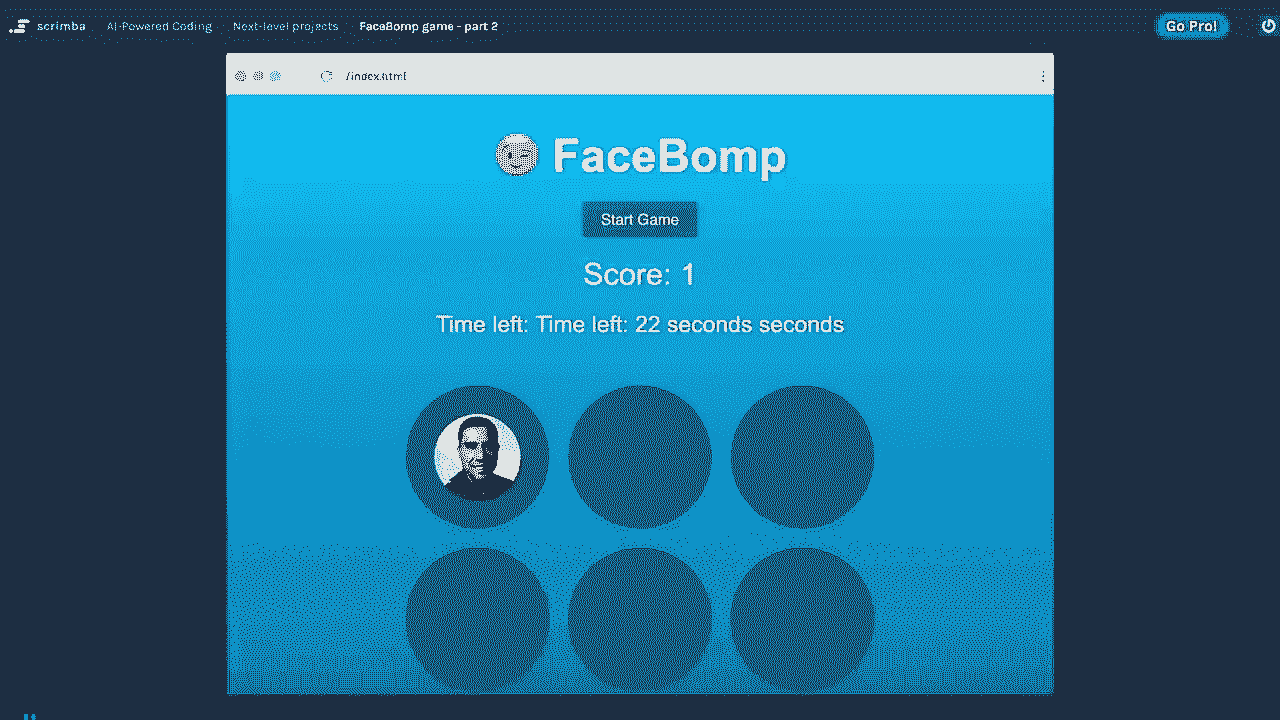 scrimba AI-Powered Coding Next-level projects FaceBomp game - part 2 Go Pro!
/index.html
FaceBomp
Start Game
Score: 1
Time left: Time left: 22 seconds seconds